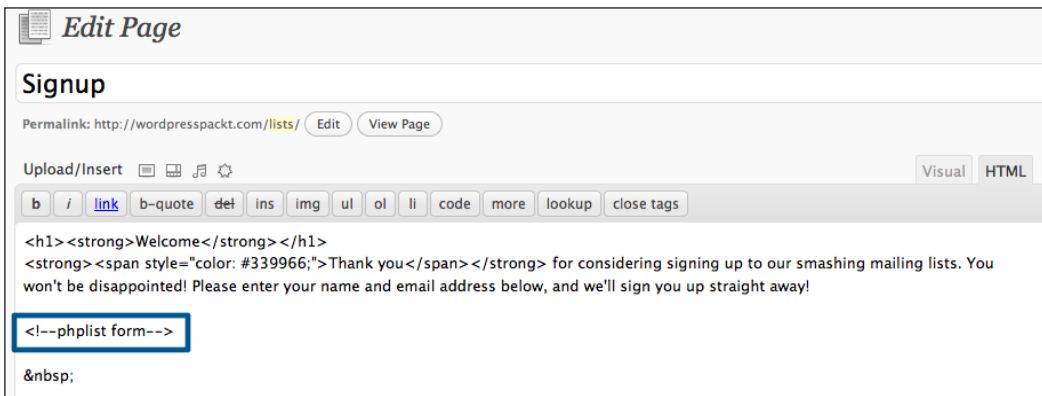 Edit Page
Signup
Permalink: http://wordpresspackt.com/lists/ Edit View Page
Upload/Insert Visual HTML
b i link b-quote del ins img ul ol li code more lookup close tags
<h1><strong>Welcome</strong></h1>
<strong><span style="color: #339966;">Thank you</span></strong> for considering signing up to our smashing mailing lists. You
won't be disappointed! Please enter your name and email address below, and we'll sign you up straight away!
<!--phplist form-->
&nbsp;